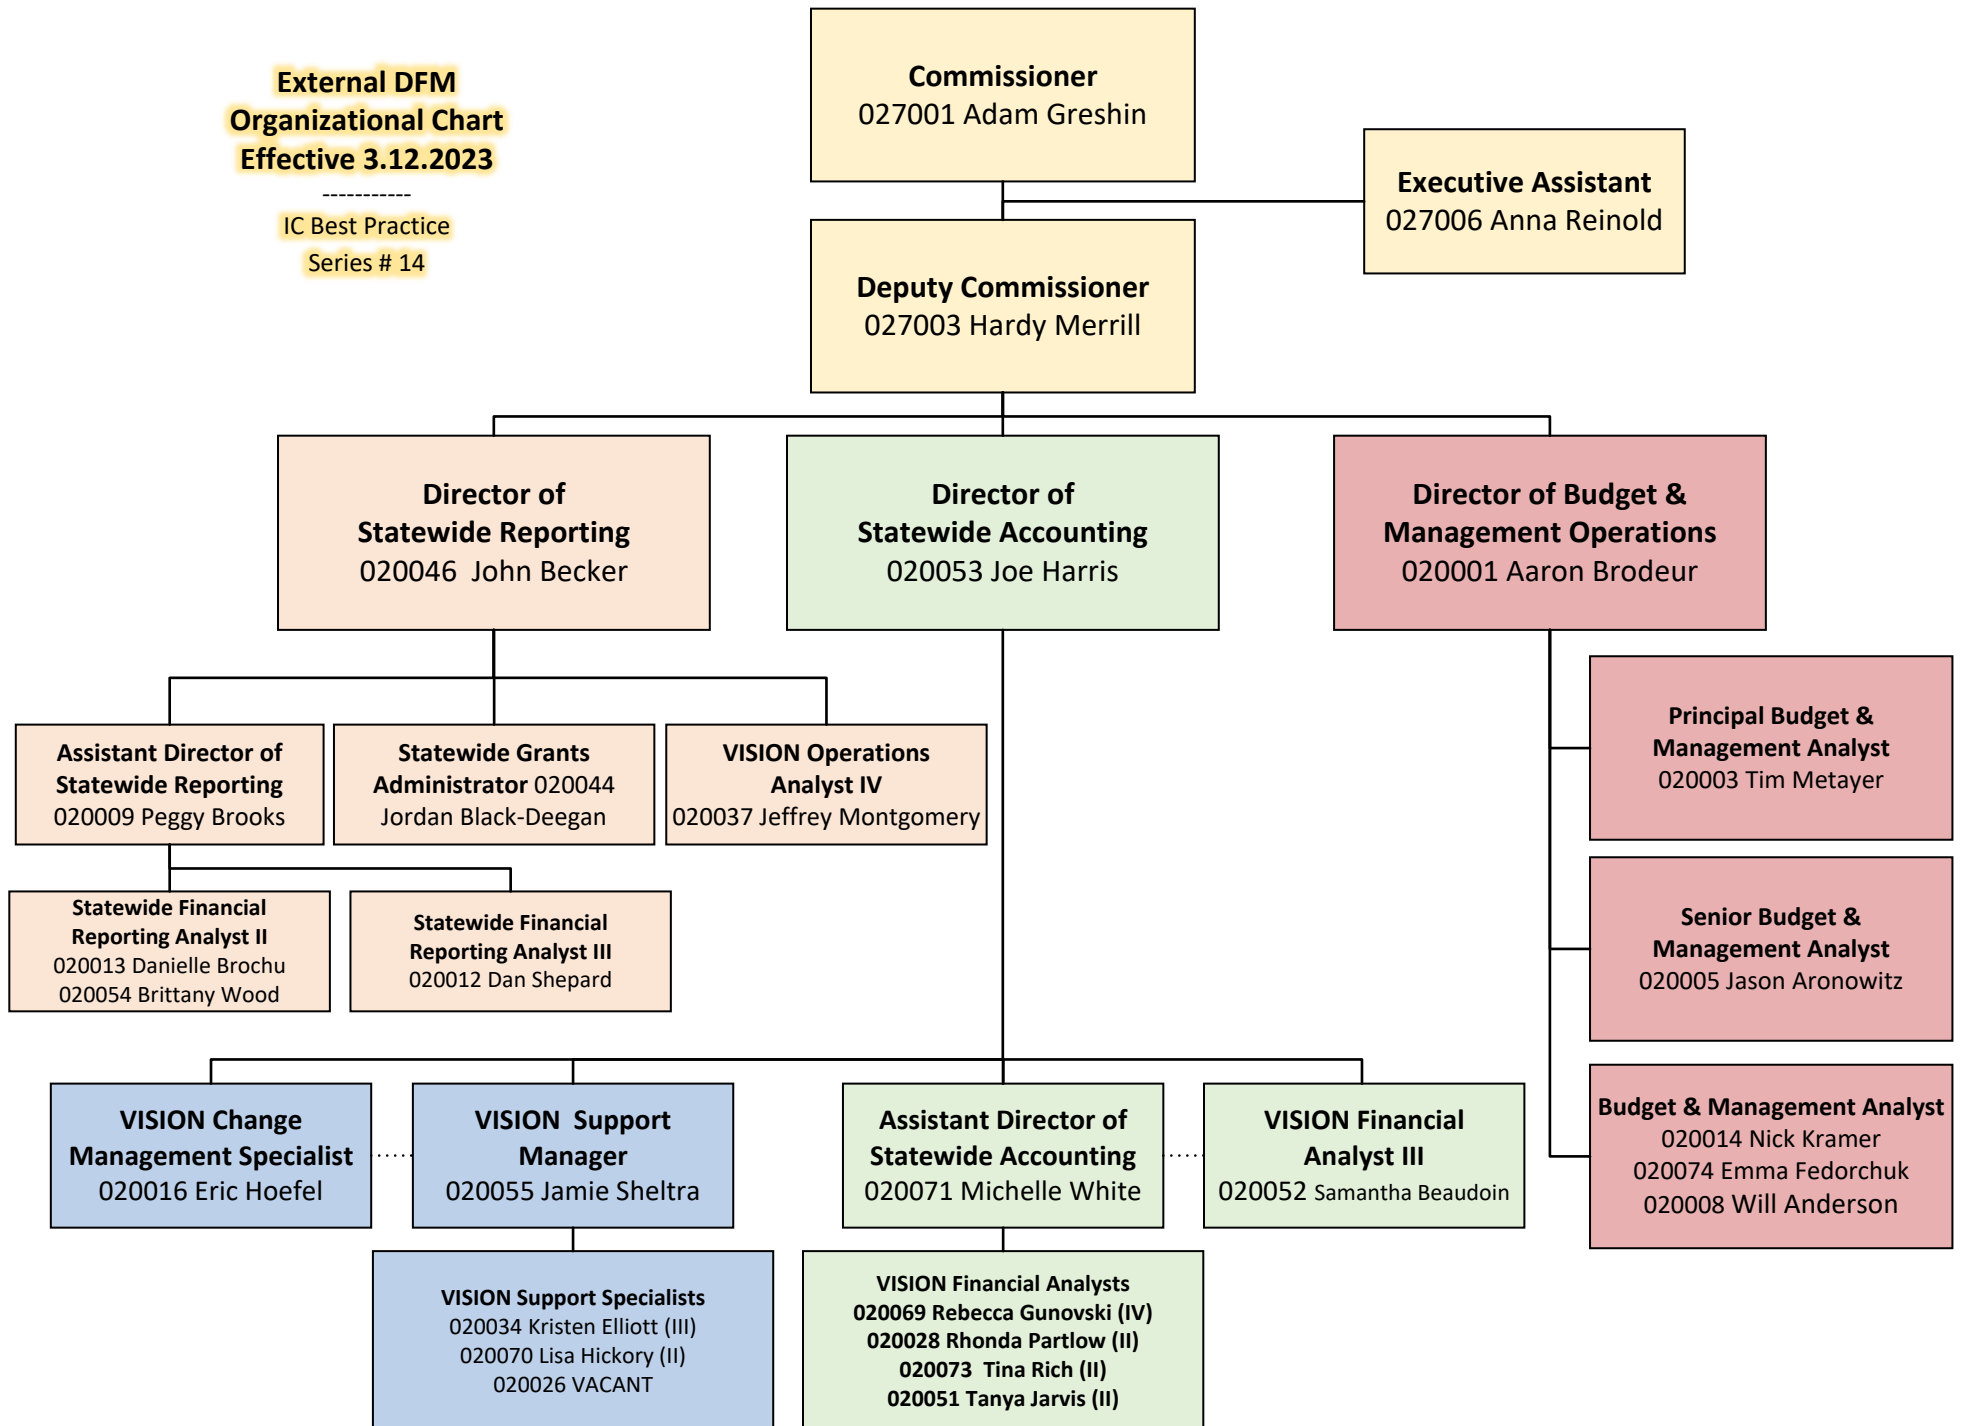 External DFM
Organizational Chart
Effective 3.12.2023
-----------
IC Best Practice
Series # 14
Commissioner
027001 Adam Greshin
Executive Assistant
027006 Anna Reinold
Deputy Commissioner
027003 Hardy Merrill
Director of
Statewide Reporting
020046  John Becker
Director of
Statewide Accounting
020053 Joe Harris
Director of Budget &
Management Operations
020001 Aaron Brodeur
Assistant Director of
Statewide Reporting
020009 Peggy Brooks
Statewide Grants
Administrator 020044
Jordan Black-Deegan
VISION Operations
Analyst IV
020037 Jeffrey Montgomery
Principal Budget &
Management Analyst
020003 Tim Metayer
Statewide Financial
Reporting Analyst II
020013 Danielle Brochu
020054 Brittany Wood
Statewide Financial
Reporting Analyst III
020012 Dan Shepard
Senior Budget &
Management Analyst
020005 Jason Aronowitz
VISION Change
Management Specialist
020016 Eric Hoefel
VISION  Support
Manager
020055 Jamie Sheltra
Assistant Director of
Statewide Accounting
020071 Michelle White
VISION Financial
Analyst III
020052 Samantha Beaudoin
Budget & Management Analyst
020014 Nick Kramer
020074 Emma Fedorchuk
020008 Will Anderson
VISION Support Specialists
020034 Kristen Elliott (III)
020070 Lisa Hickory (II)
020026 VACANT
VISION Financial Analysts
020069 Rebecca Gunovski (IV)
020028 Rhonda Partlow (II)
020073  Tina Rich (II)
020051 Tanya Jarvis (II)